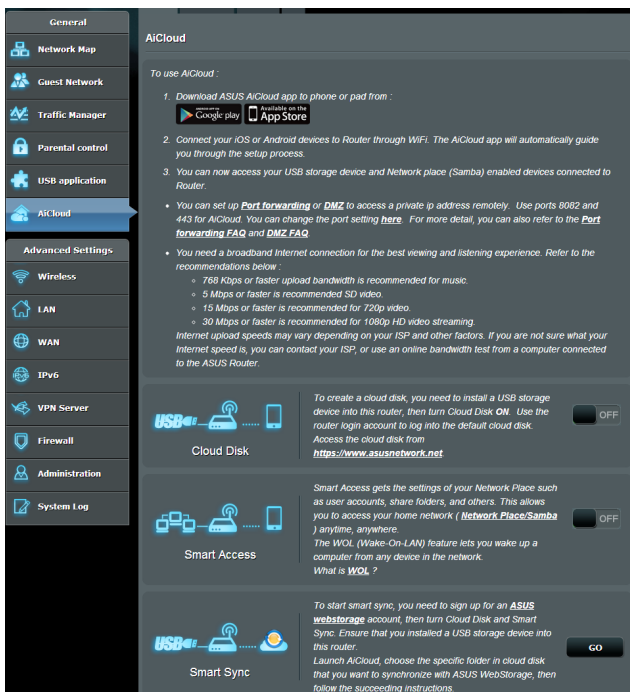 General
Network Map
Guest Network
Traffic Manager
Parental control
USB application
AiCloud
Advanced Settings
Wireless
LAN
WAN
IPv6
VPN Server
Firewall
Administration
System Log
AiCloud
To use AiCloud :
1. Download ASUS AiCloud app to phone or pad from :
ANDROID APP ON
Google play
Available on the
App Store
2. Connect your iOS or Android devices to Router through WiFi. The AiCloud app will automatically guide
you through the setup process.
3. You can now access your USB storage device and Network place (Samba) enabled devices connected to
Router.
• You can set up Port forwarding or DMZ to access a private ip address remotely. Use ports 8082 and
443 for AiCloud. You can change the port setting here. For more detail, you can also refer to the Port
forwarding FAQ and DMZ FAQ.
• You need a broadband Internet connection for the best viewing and listening experience. Refer to the
recommendations below :
768 Kbps or faster upload bandwidth is recommended for music.
5 Mbps or faster is recommended SD video.
15 Mbps or faster is recommended for 720p video.
30 Mbps or faster is recommended for 1080p HD video streaming.
Internet upload speeds may vary depending on your ISP and other factors. If you are not sure what your
Internet speed is, you can contact your ISP, or use an online bandwidth test from a computer connected
to the ASUS Router.
USB
Cloud Disk
To create a cloud disk, you need to install a USB storage
device into this router, then turn Cloud Disk ON. Use the
router login account to log into the default cloud disk.
Access the cloud disk from
https://www.asusnetwork.net
OFF
Smart Access
Smart Access gets the settings of your Network Place such
as user accounts, share folders, and others. This allows
you to access your home network ( Network Place/Samba
) anytime, anywhere.
The WOL (Wake-On-LAN) feature lets you wake up a
computer from any device in the network.
What is WOL ?
OFF
USB
Smart Sync
To start smart sync, you need to sign up for an ASUS
webstorage account, then turn Cloud Disk and Smart
Sync. Ensure that you installed a USB storage device into
this router.
Launch AiCloud, choose the specific folder in cloud disk
that you want to synchronize with ASUS WebStorage, then
follow the succeeding instructions.
GO